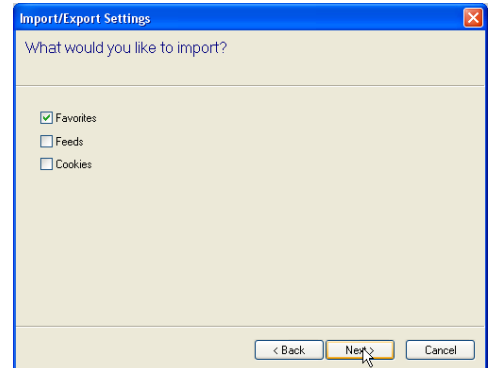 Import/Export Settings
What would you like to import?
Favorites
Feeds
Cookies
< Back Next > Cancel